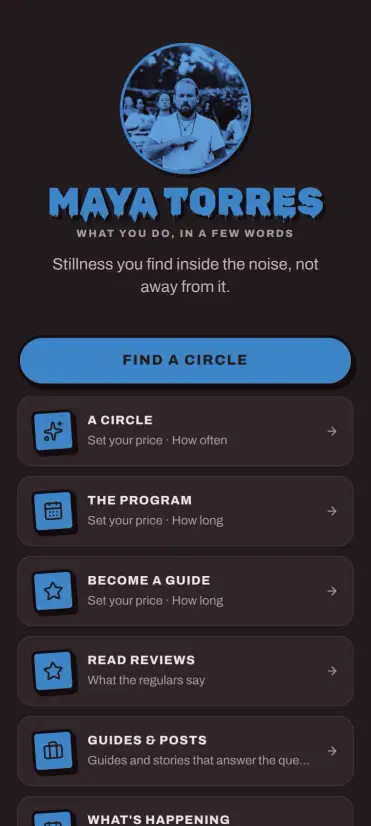 MAYA TORRES
WHAT YOU DO, IN A FEW WORDS
Stillness you find inside the noise, not
away from it.
FIND A CIRCLE
A CIRCLE
Set your price · How often
THE PROGRAM
Set your price · How long
BECOME A GUIDE
Set your price · How long
READ REVIEWS
What the regulars say
GUIDES & POSTS
Guides and stories that answer the que...
WHAT'S HAPPENING